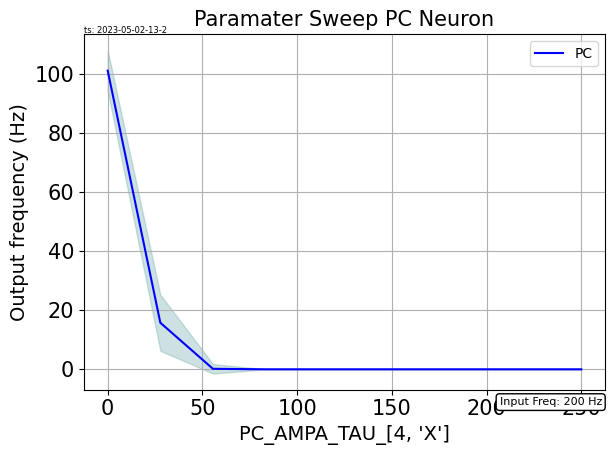 Paramater Sweep PC Neuron
ts: 2023-05-02-13-2
PC
Output frequency (Hz)
100
80
60
40
20
0
0 50 100 150 200 250
Input Freq: 200 Hz
PC_AMPA_TAU_[4, 'X']